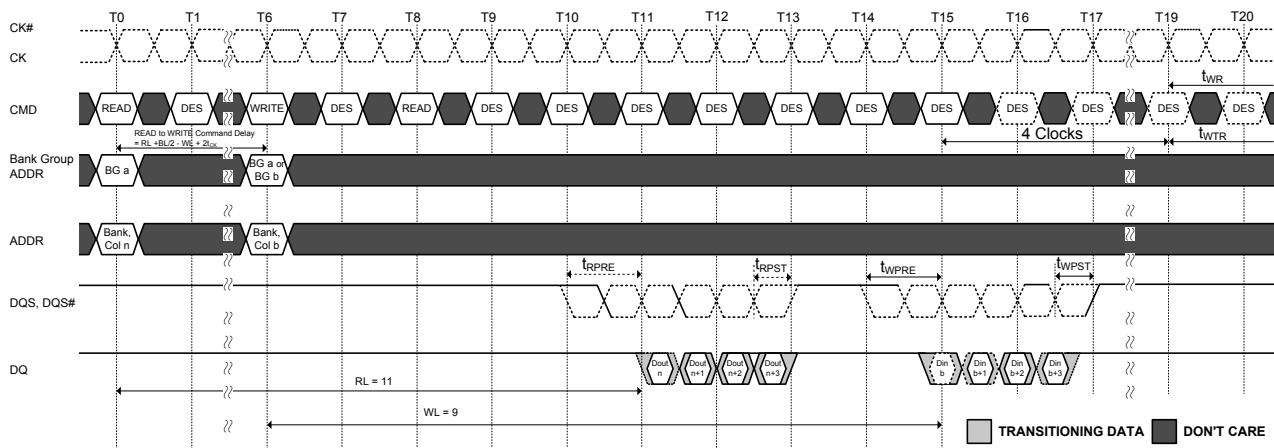 T0 T1 T6 T7 T8 T9 T10 T11 T12 T13 T14 T15 T16 T17 T19 T20
CK#
CK
tWR
CMD READ DES WRITE DES READ DES DES DES DES DES DES DES DES DES DES DES
READ to WRITE Command Delay
= RL +BL/2 - WL + 2tCK
4 Clocks
tWTR
Bank Group
ADDR
BG a
BG a or
BG b
ADDR
Bank,
Col n
Bank,
Col b
tRPRE tRPST tWPRE tWPST
DQS, DQS#
DQ
Dout
n
Dout
n+1
Dout
n+2
Dout
n+3
Din
b
Din
b+1
Din
b+2
Din
b+3
RL = 11
WL = 9
TRANSITIONING DATA
DON'T CARE